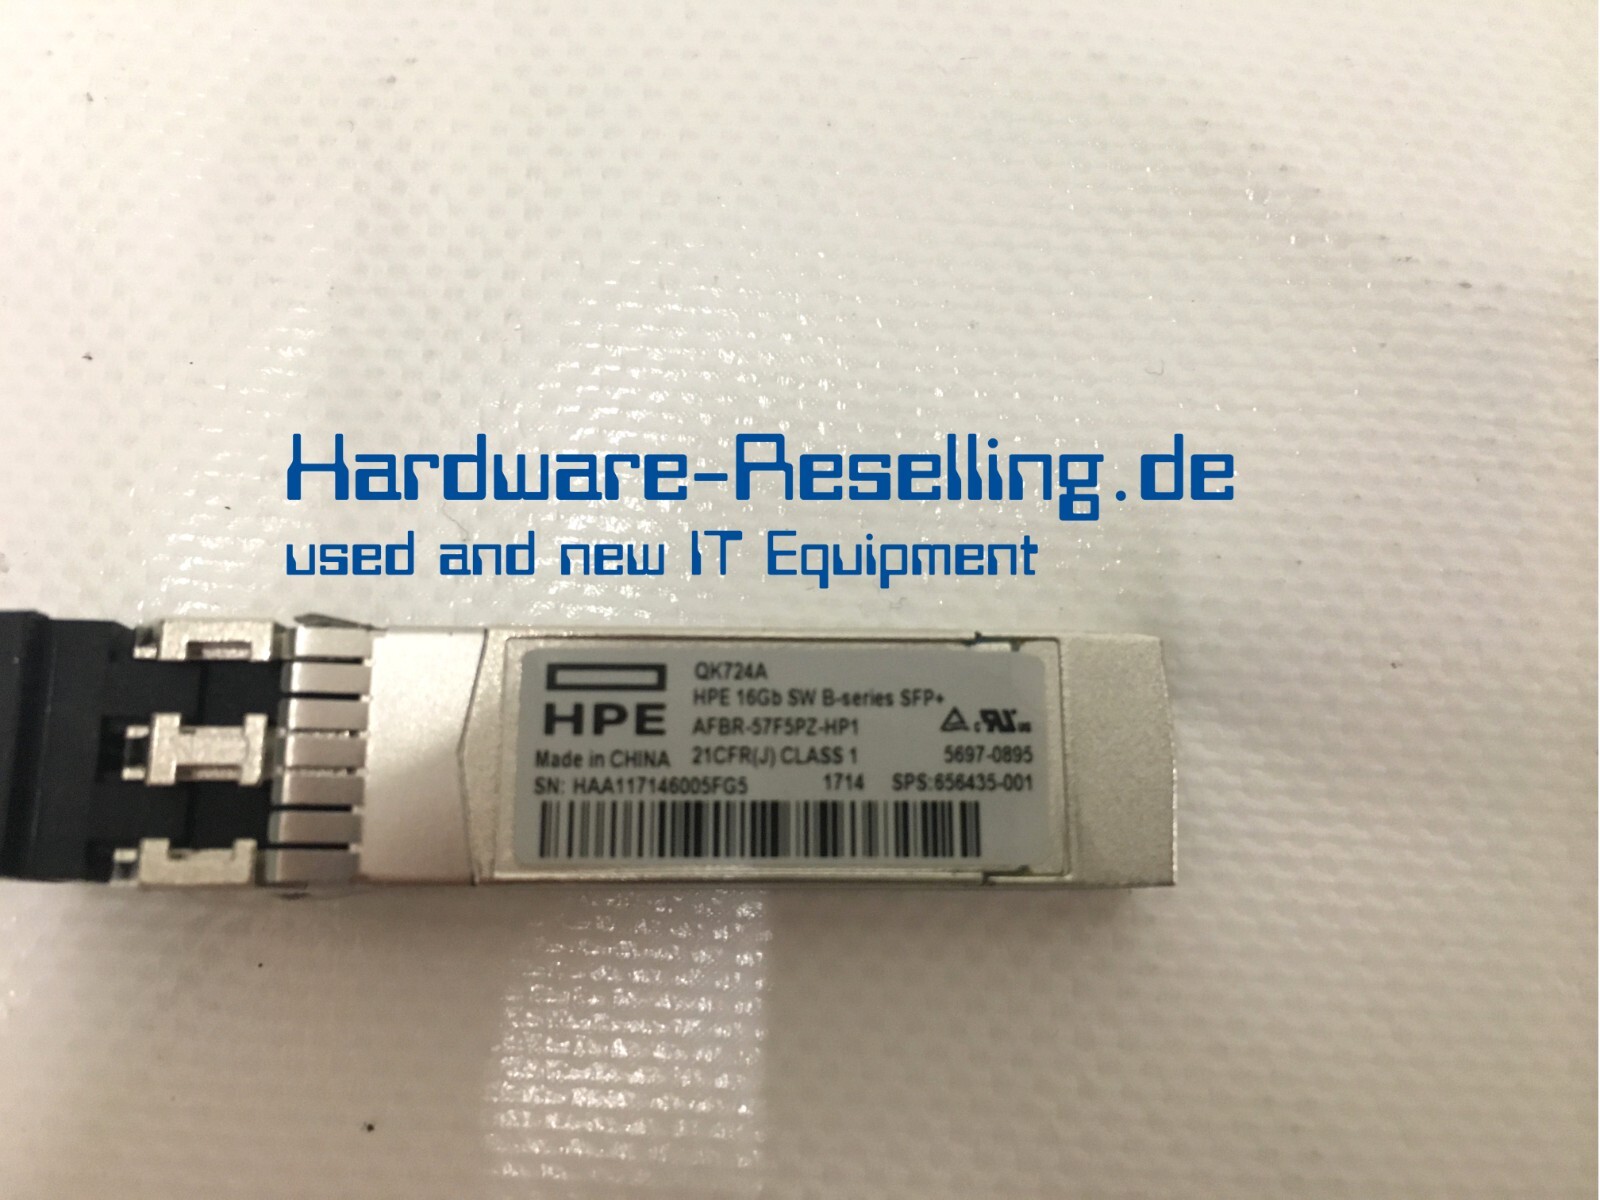 Hardware-Reselling.de
used and new IT Equipment
QK724A
HPE 16Gb SW B-series SFP+
HPE
AFBR-57F5PZ-HP1
Made in CHINA 21CFR(J) CLASS 1 5697-0895
SN: HAA117146005FG5 1714 SPS:656435-001